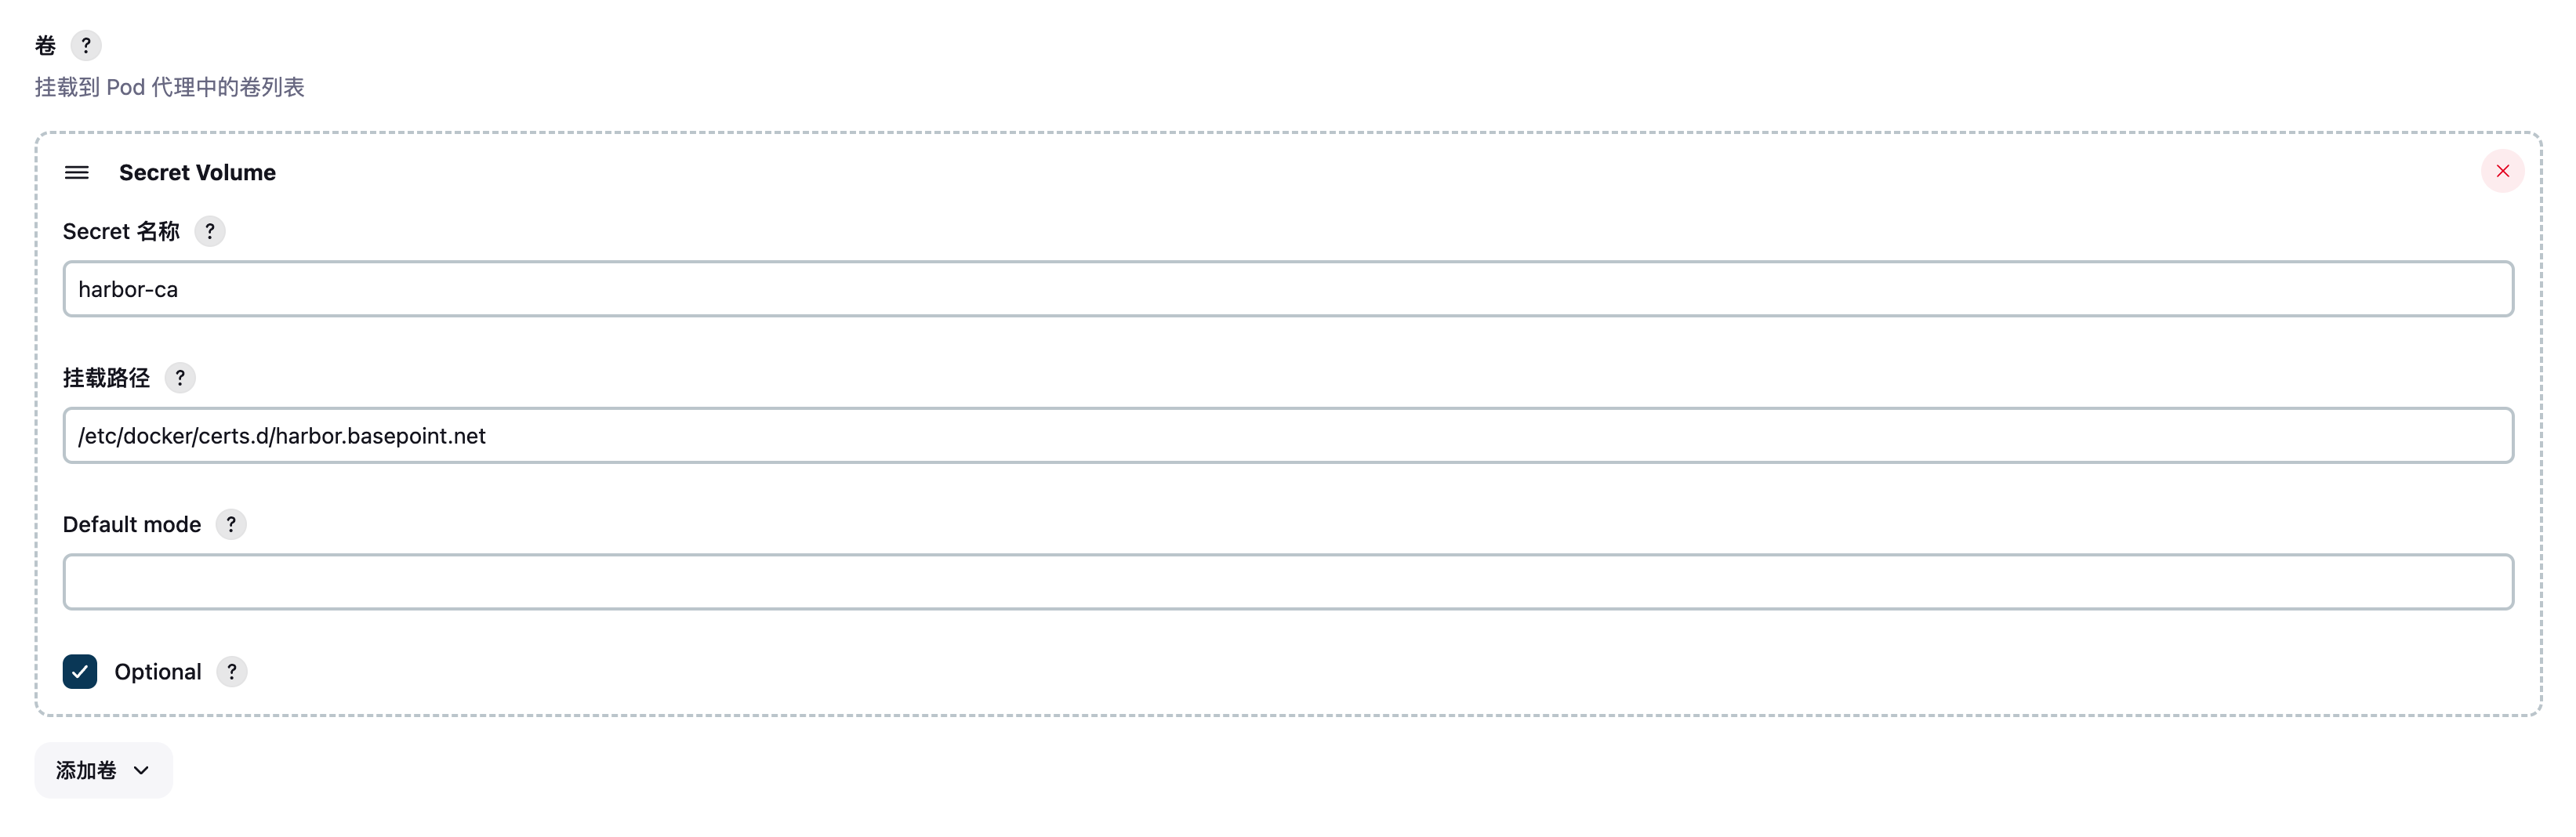 卷 ?
挂载到 Pod 代理中的卷列表
Secret Volume
Secret 名称 ?
harbor-ca
挂载路径 ?
/etc/docker/certs.d/harbor.basepoint.net
Default mode ?
Optional ?
添加卷